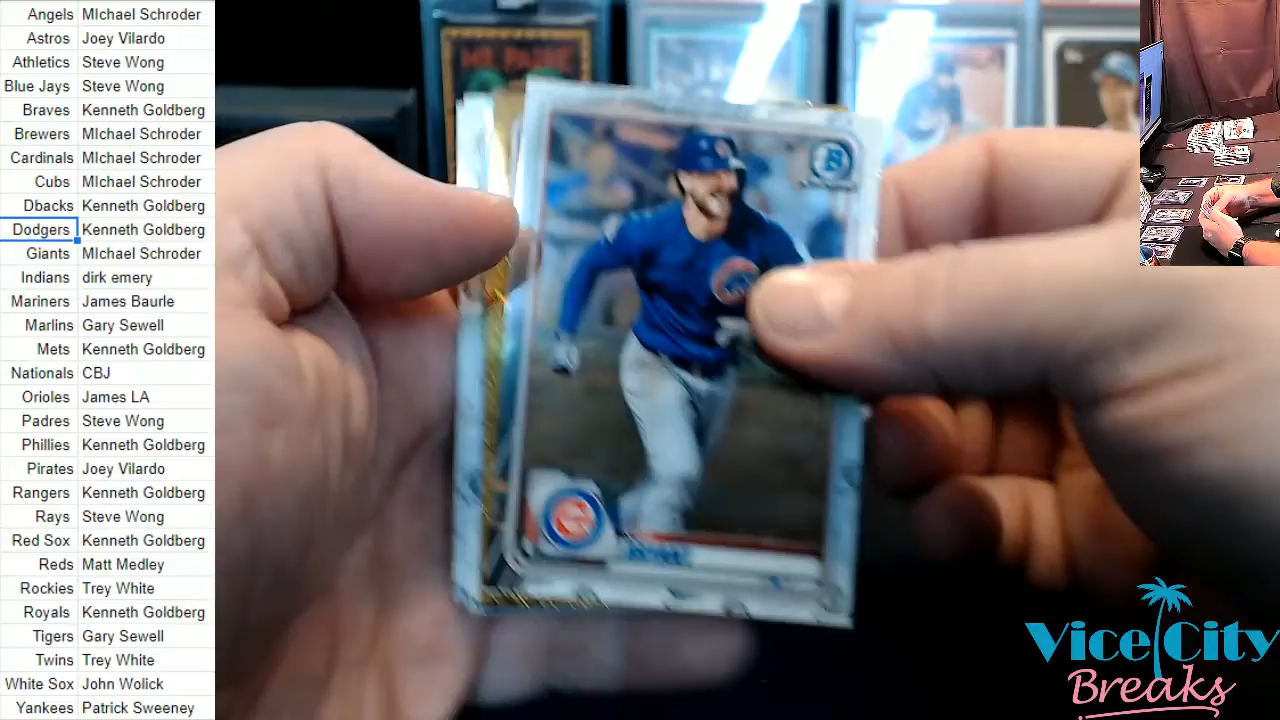 Angels MIchael Schroder
Astros Joey Vilardo
Athletics Steve Wong
Blue Jays Steve Wong
Braves Kenneth Goldberg
Brewers MIchael Schroder
Cardinals MIchael Schroder
Cubs MIchael Schroder
Dbacks Kenneth Goldberg
Dodgers Kenneth Goldberg
Giants MIchael Schroder
Indians dirk emery
Mariners James Baurle
Marlins Gary Sewell
Mets Kenneth Goldberg
Nationals CBJ
Orioles James LA
Padres Steve Wong
Phillies Kenneth Goldberg
Pirates Joey Vilardo
Rangers Kenneth Goldberg
Rays Steve Wong
Red Sox Kenneth Goldberg
Reds Matt Medley
Rockies Trey White
Royals Kenneth Goldberg
Tigers Gary Sewell
Twins Trey White
White Sox John Wolick
Yankees Patrick Sweeney
B
Vice City
Breaks